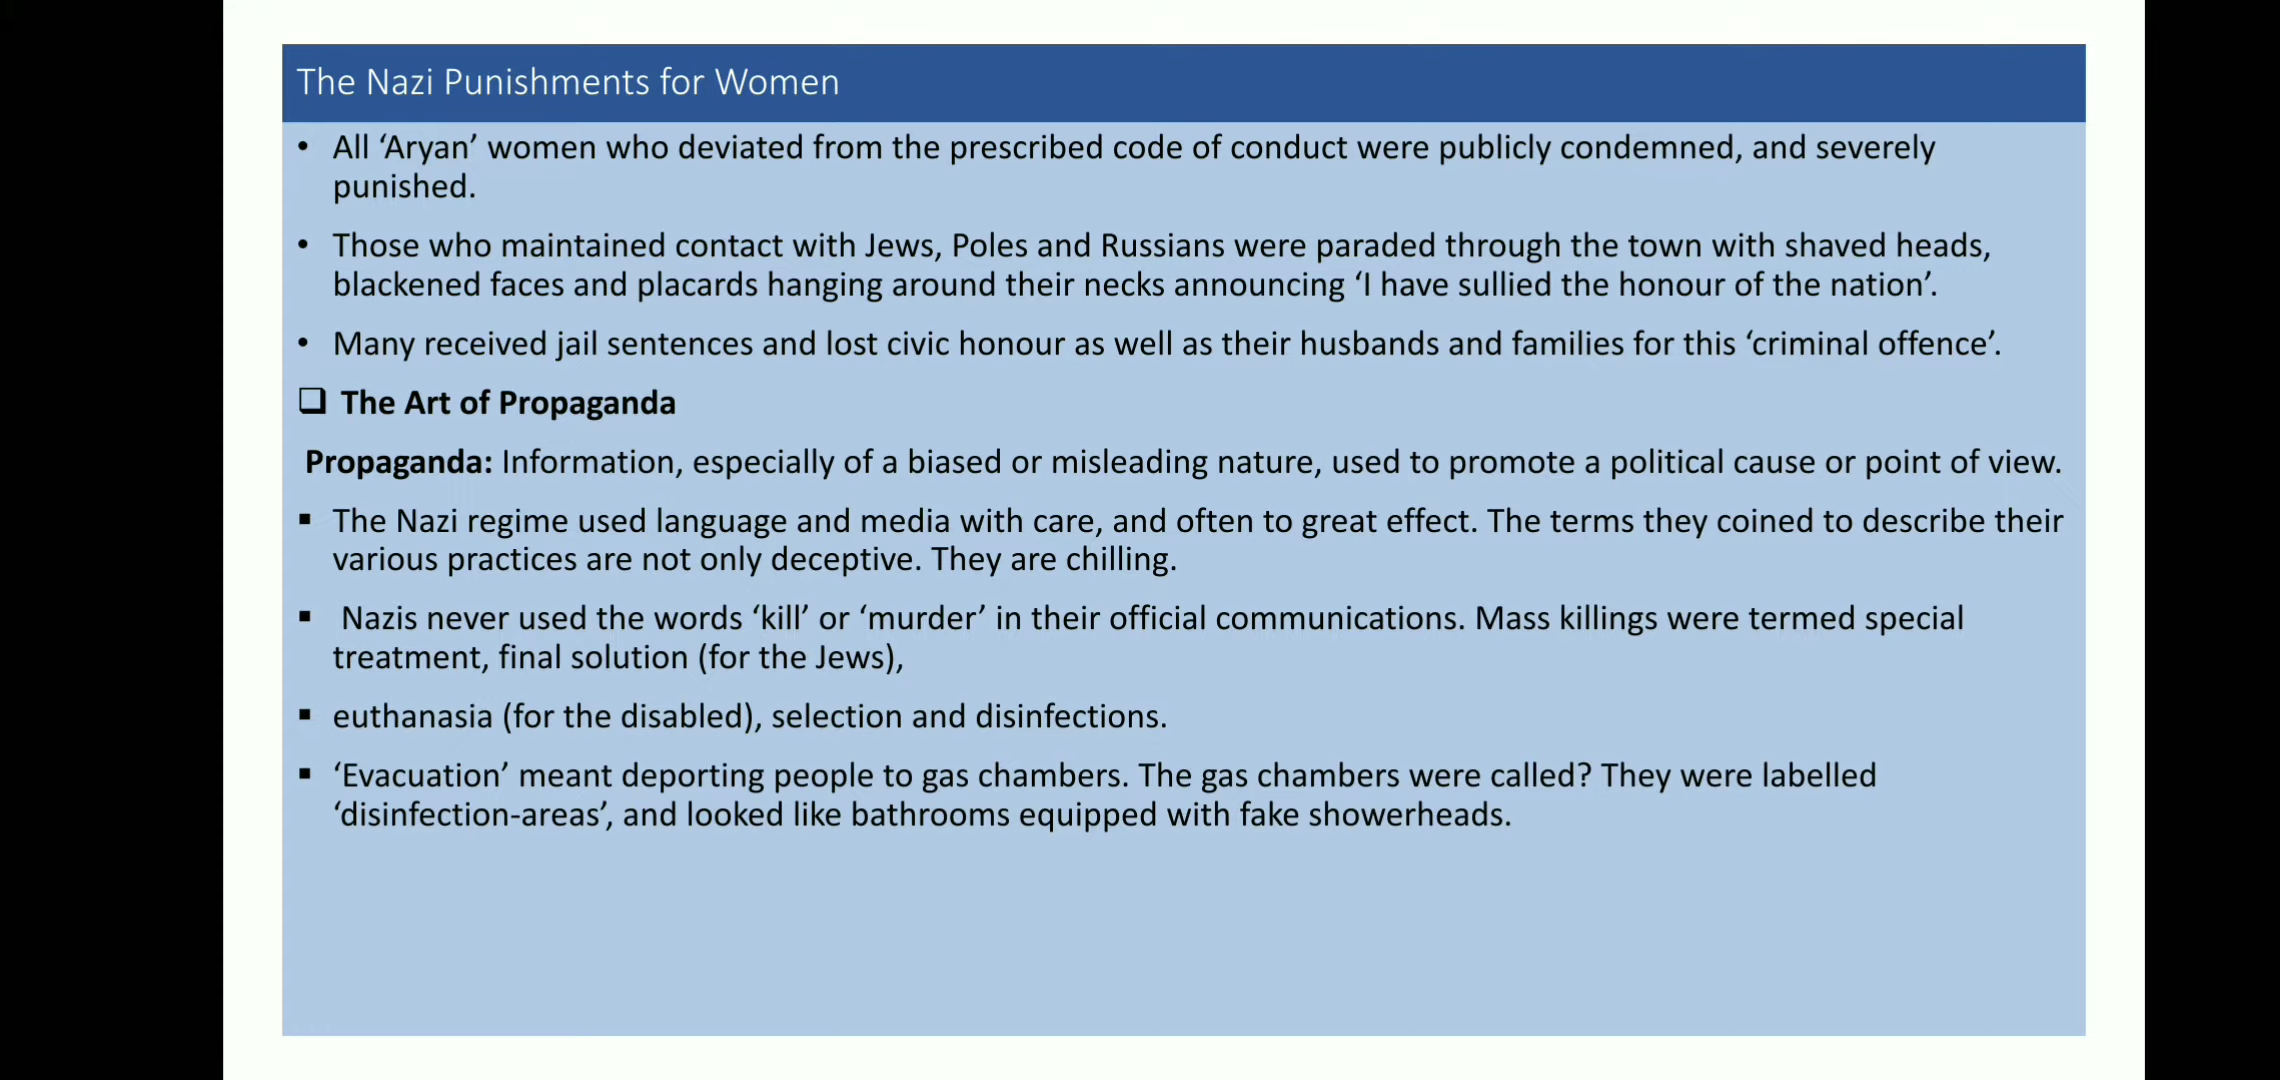 The Nazi Punishments for Women
• All ‘Aryan’ women who deviated from the prescribed code of conduct were publicly condemned, and severely
punished.
• Those who maintained contact with Jews, Poles and Russians were paraded through the town with shaved heads,
blackened faces and placards hanging around their necks announcing ‘I have sullied the honour of the nation’.
• Many received jail sentences and lost civic honour as well as their husbands and families for this ‘criminal offence’.
❑ The Art of Propaganda
Propaganda: Information, especially of a biased or misleading nature, used to promote a political cause or point of view.
▪ The Nazi regime used language and media with care, and often to great effect. The terms they coined to describe their
various practices are not only deceptive. They are chilling.
▪ Nazis never used the words ‘kill’ or ‘murder’ in their official communications. Mass killings were termed special
treatment, final solution (for the Jews),
▪ euthanasia (for the disabled), selection and disinfections.
▪ ‘Evacuation’ meant deporting people to gas chambers. The gas chambers were called? They were labelled
‘disinfection-areas’, and looked like bathrooms equipped with fake showerheads.